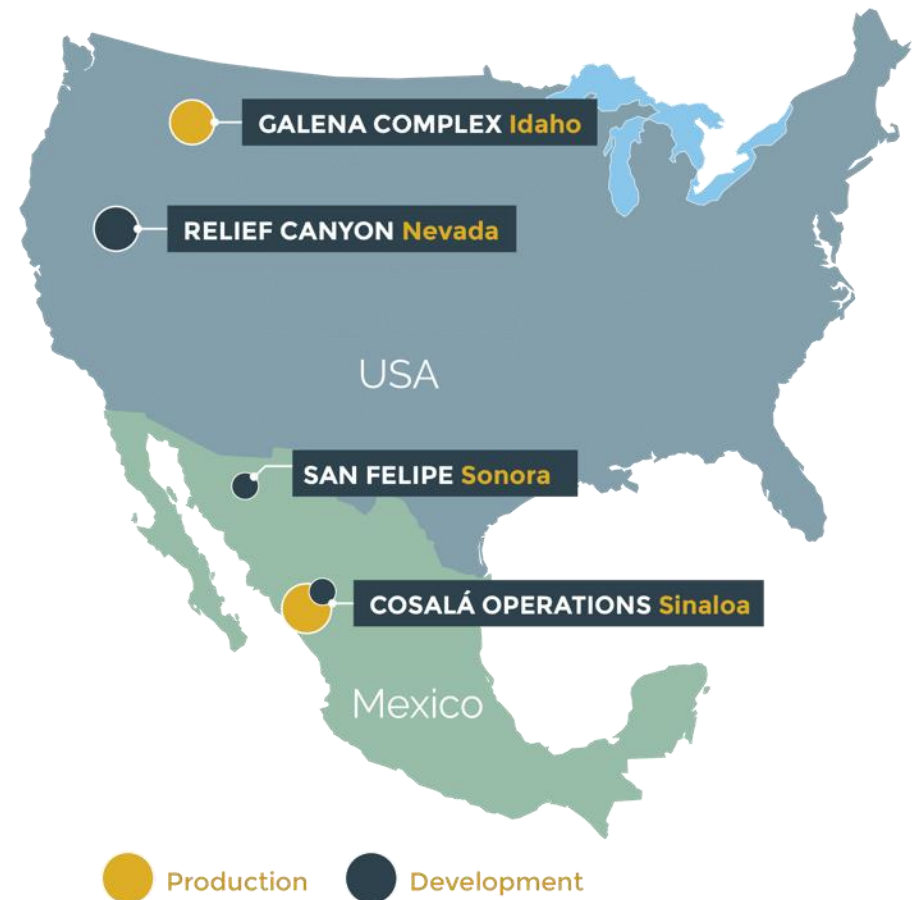 GALENA COMPLEX Idaho
RELIEF CANYON Nevada
USA
SAN FELIPE Sonora
COSALÁ OPERATIONS Sinaloa
Mexico
Production Development